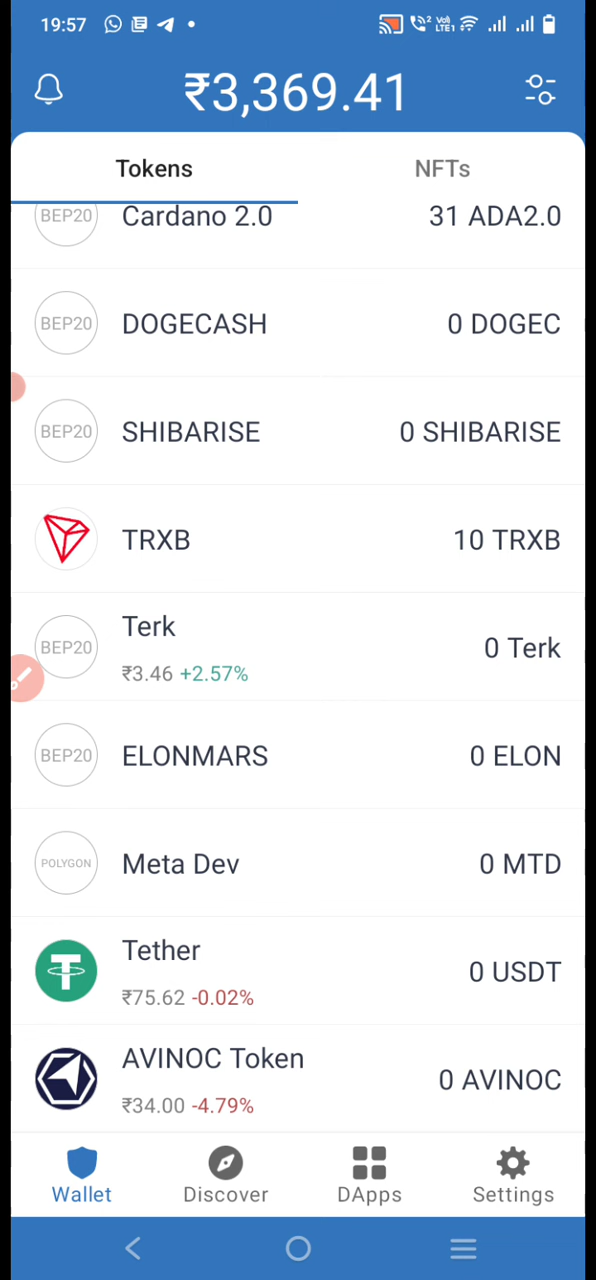 19:57
2 Vo) LTE1
₹3,369.41
Tokens NFTs
BEP20 Cardano 2.0 31 ADA2.0
BEP20 DOGECASH 0 DOGEC
BEP20 SHIBARISE 0 SHIBARISE
TRXB 10 TRXB
BEP20 Terk 0 Terk
₹3.46 +2.57%
BEP20 ELONMARS 0 ELON
POLYGON Meta Dev 0 MTD
Tether 0 USDT
₹75.62 -0.02%
AVINOC Token 0 AVINOC
₹34.00 -4.79%
Wallet Discover DApps Settings